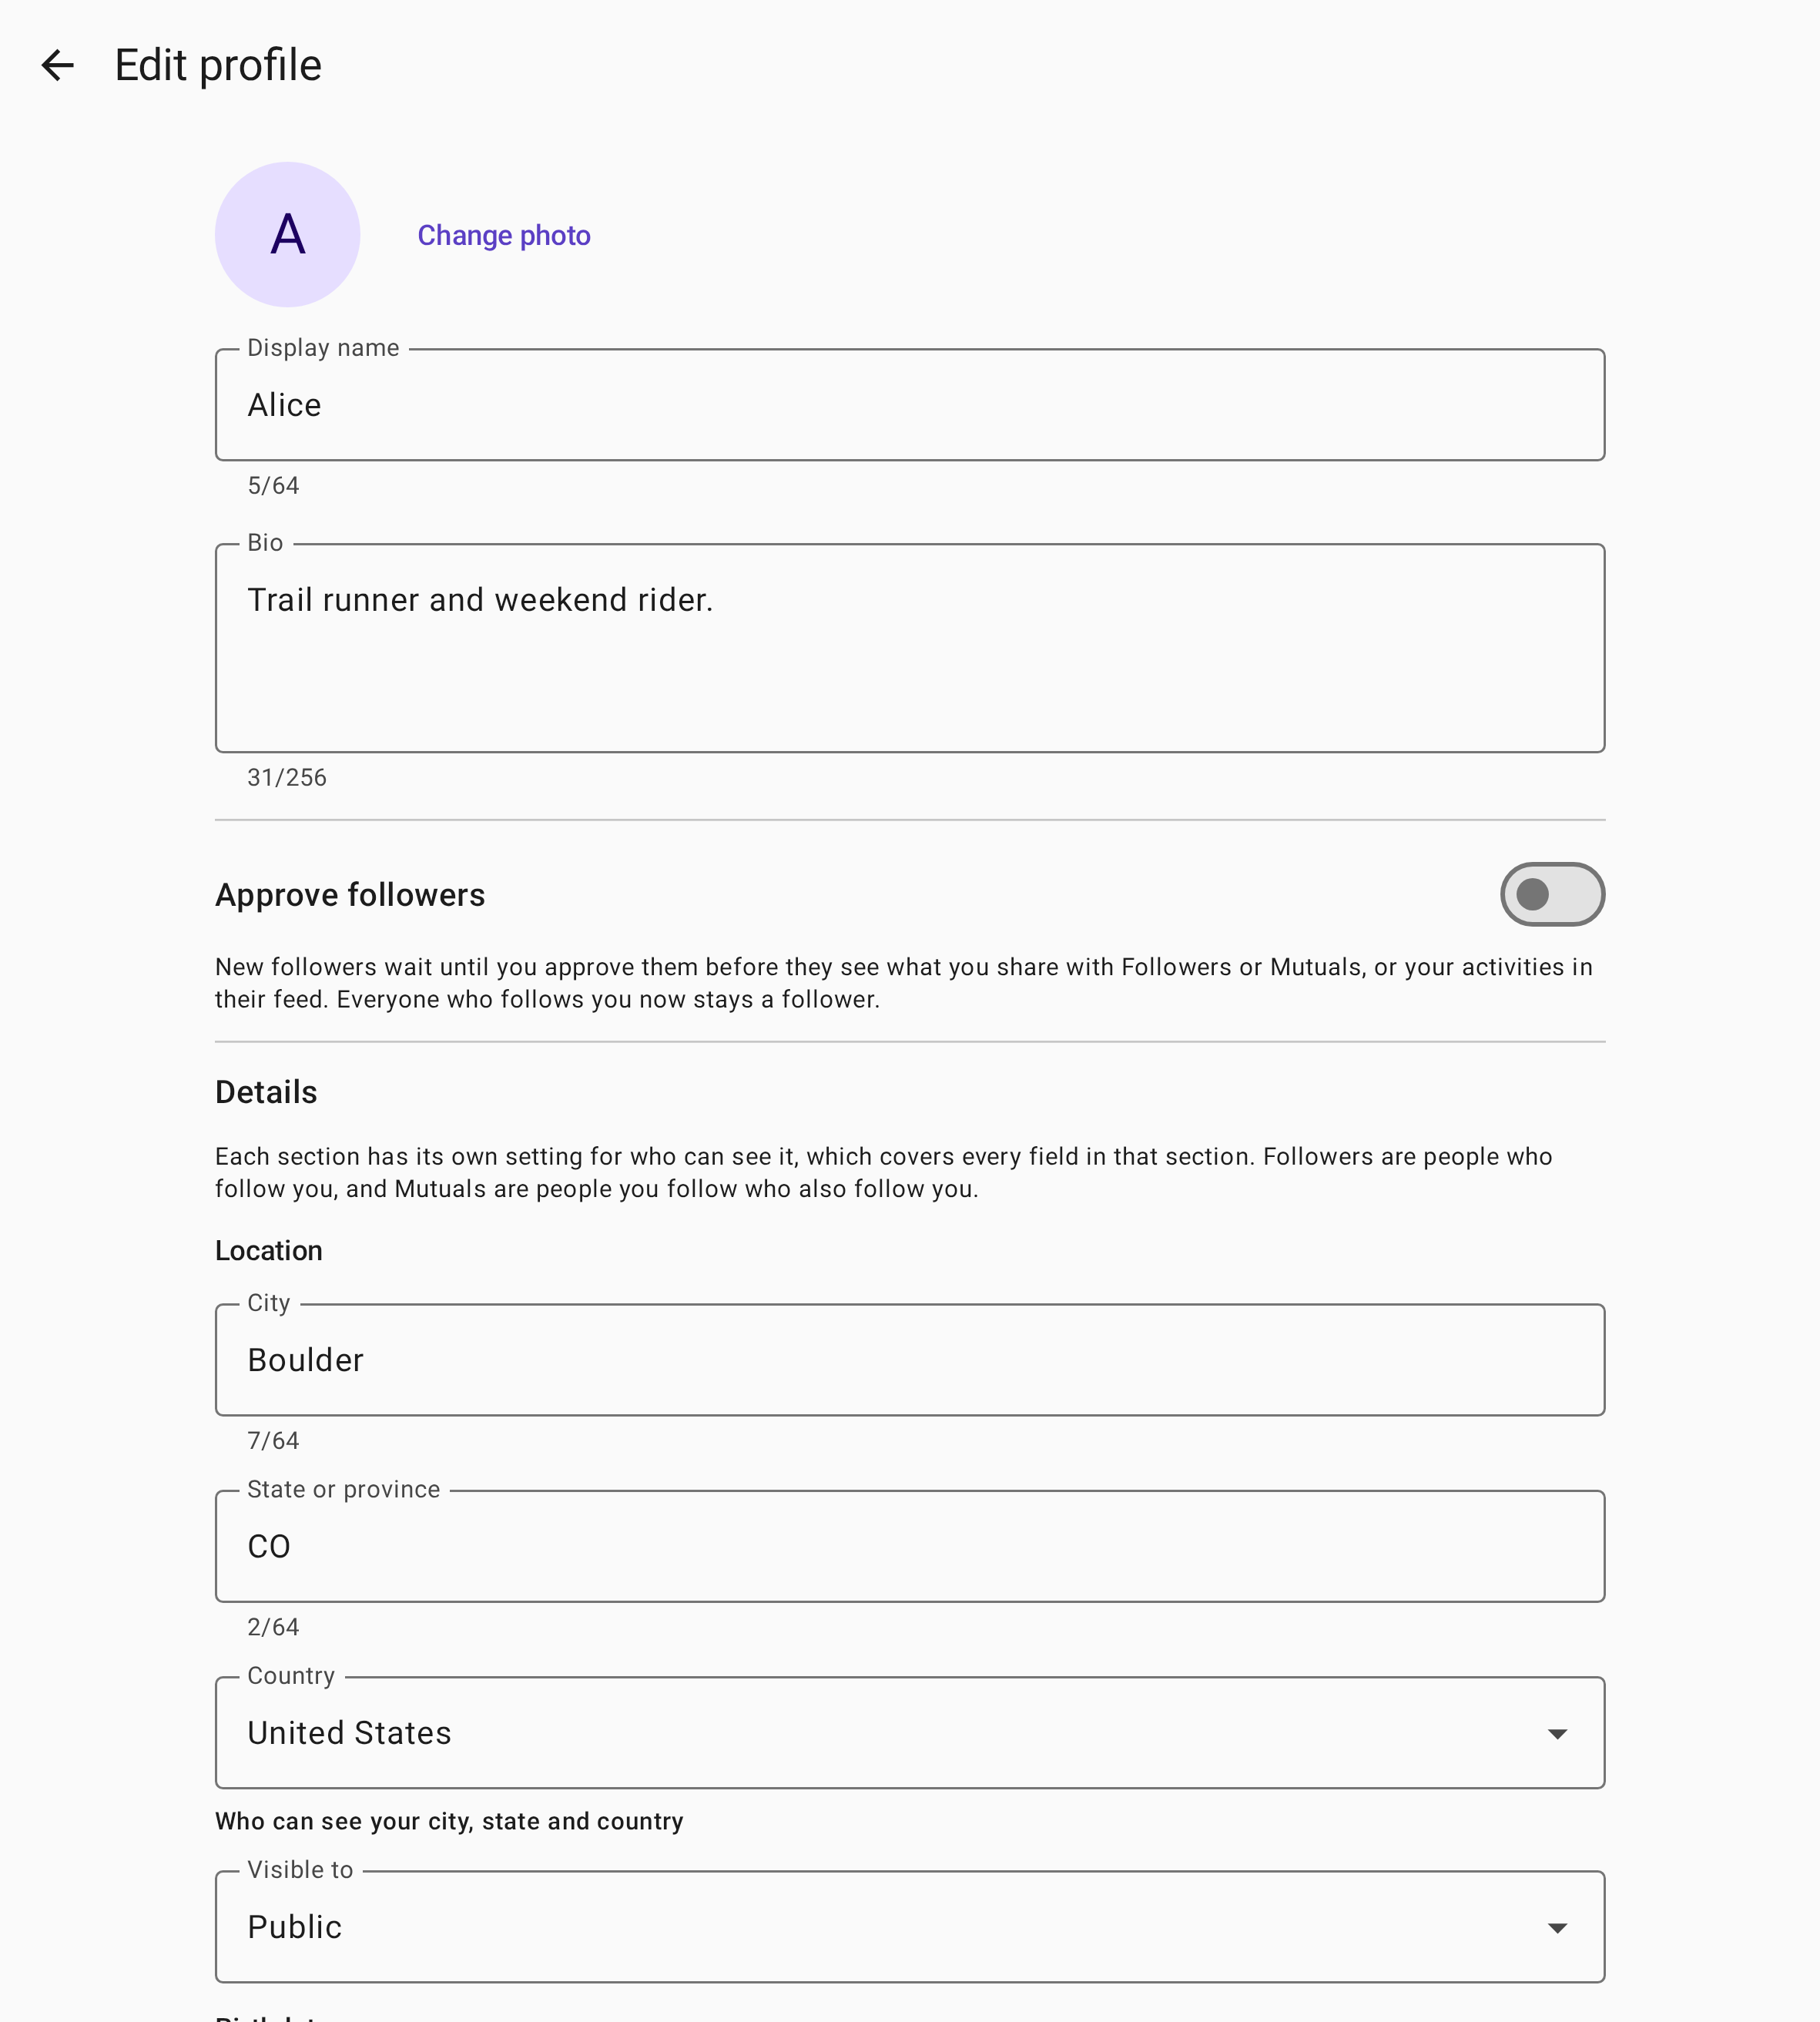 Edit profile
A
Change photo
Display name
Alice
5/64
Bio
Trail runner and weekend rider.
31/256
Approve followers
New followers wait until you approve them before they see what you share with Followers or Mutuals, or your activities in
their feed. Everyone who follows you now stays a follower.
Details
Each section has its own setting for who can see it, which covers every field in that section. Followers are people who
follow you, and Mutuals are people you follow who also follow you.
Location
City
Boulder
7/64
State or province
CO
2/64
Country
United States
Who can see your city, state and country
Visible to
Public